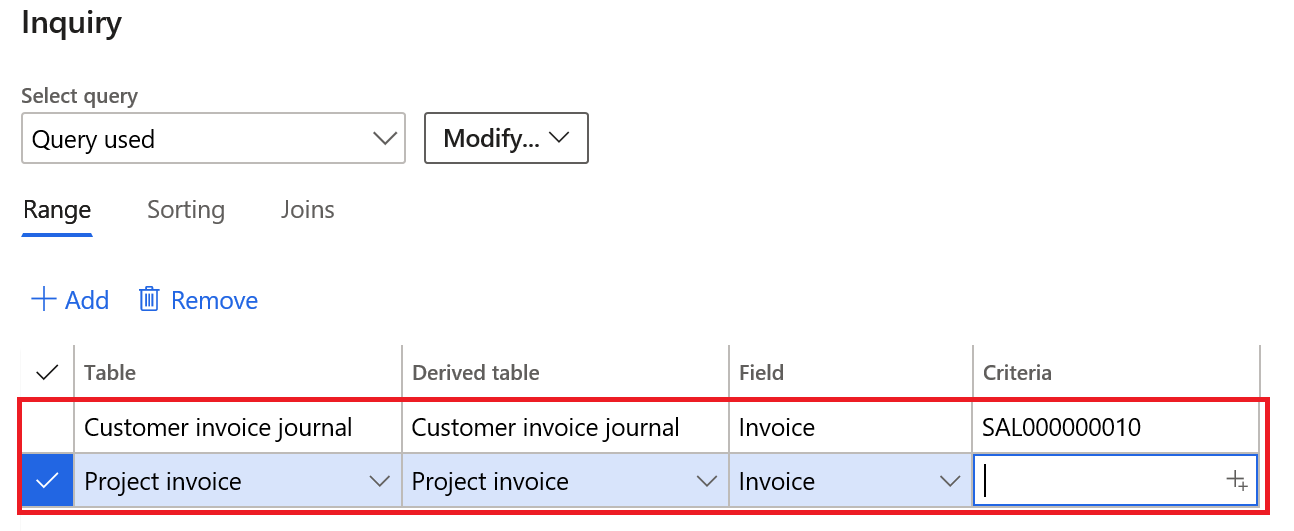 Inquiry
Select query
Query used Modify...
Range Sorting Joins
Add Remove
Table Derived table Field Criteria
Customer invoice journal Customer invoice journal Invoice SAL000000010
Project invoice Project invoice Invoice